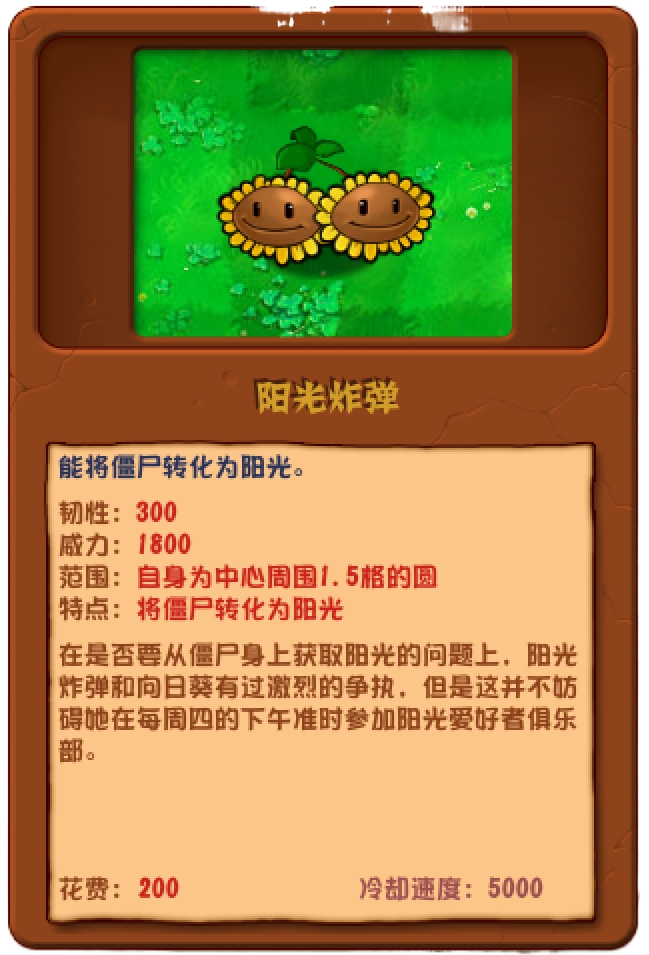 阳光炸弹
能将僵尸转化为阳光。
韧性：300
威力：1800
范围：自身为中心周围1.5格的圆
特点：将僵尸转化为阳光
在是否要从僵尸身上获取阳光的问题上，阳光
炸弹和向日葵有过激烈的争执，但是这并不妨
碍她在每周四的下午准时参加阳光爱好者俱乐
部。
花费：200 冷却速度：5000